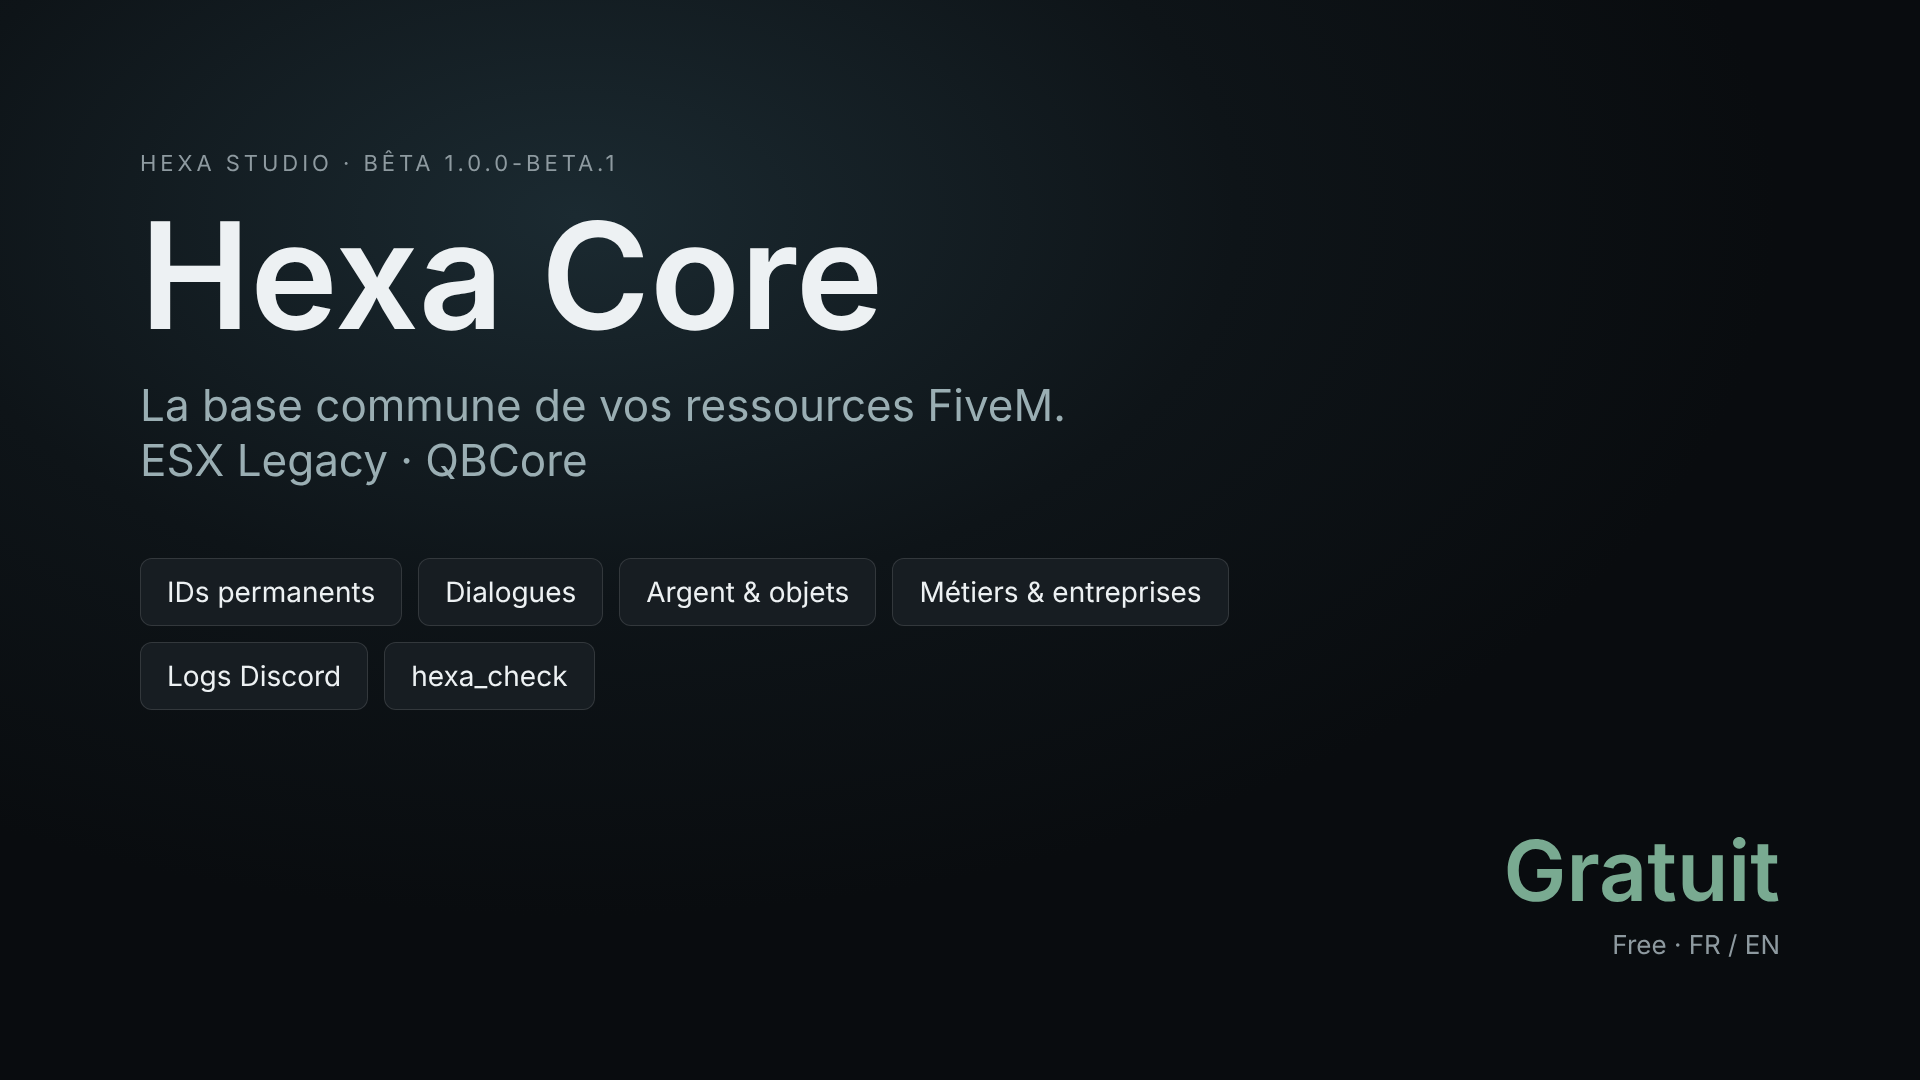 HEXA STUDIO · BÊTA 1.0.0-BETA.1
Hexa Core
La base commune de vos ressources FiveM.
ESX Legacy · QBCore
IDs permanents
Dialogues
Argent & objets
Métiers & entreprises
Logs Discord
hexa_check
Gratuit
Free · FR / EN